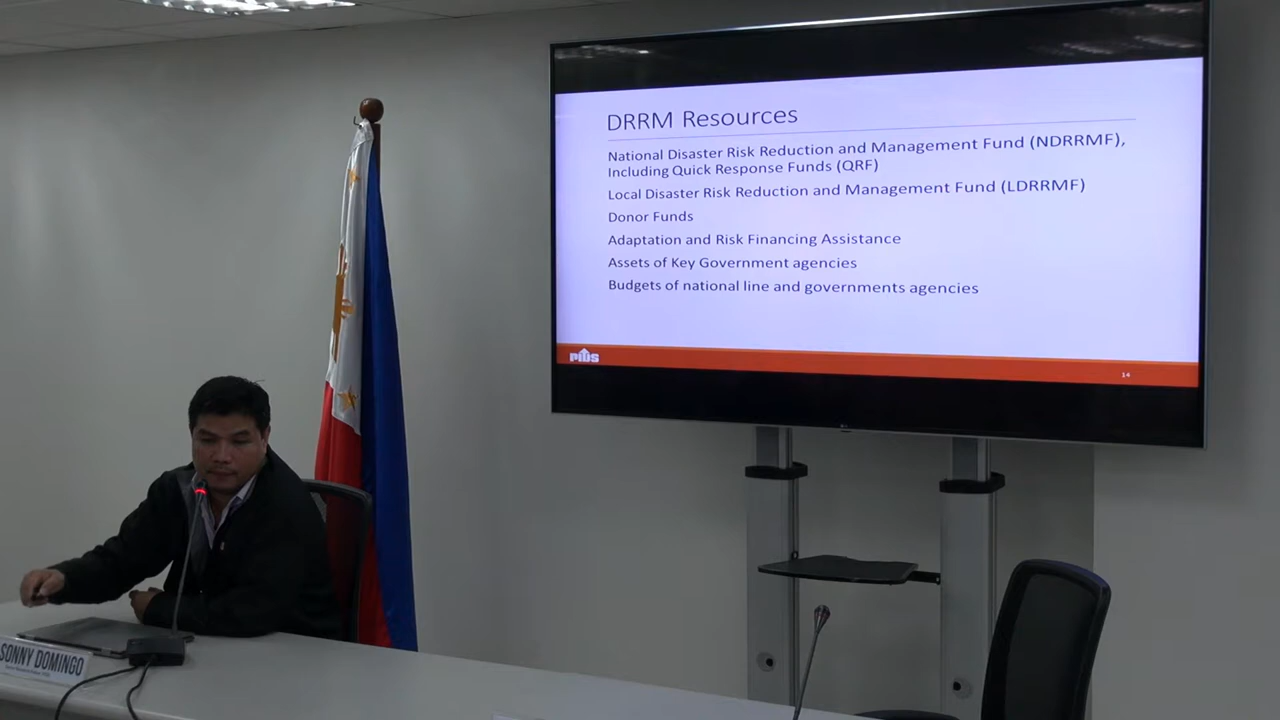 DRRM Resources
National Disaster Risk Reduction and Management Fund (NDRRMF),
Including Quick Response Funds (QRF)
Local Disaster Risk Reduction and Management Fund (LDRRMF)
Donor Funds
Adaptation and Risk Financing Assistance
Assets of Key Government agencies
Budgets of national line and governments agencies
PIDS
14
SONNY DOMINGO